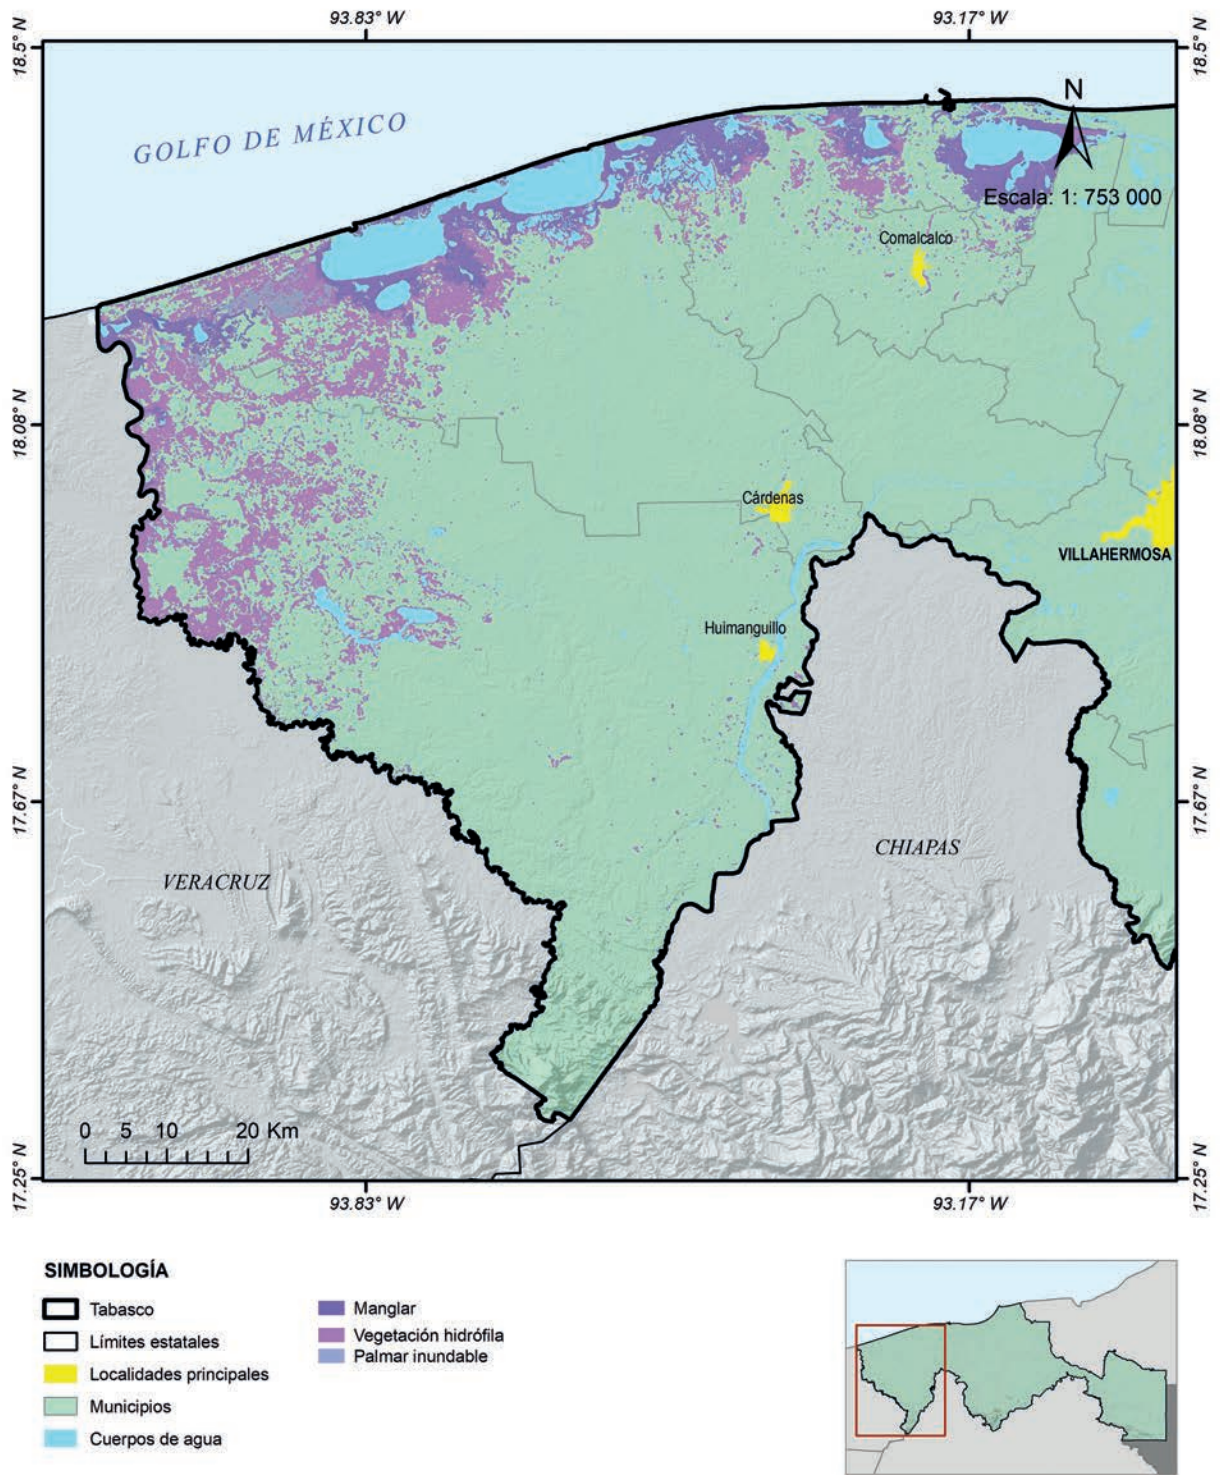 93.83° W
93.17° W
18.5° N
18.5° N
N
GOLFO DE MÉXICO
Escala: 1: 753 000
Comalcalco
18.08° N
18.08° N
Cárdenas
VILLAHERMOSA
Huimanguillo
17.67° N
17.67° N
CHIAPAS
VERACRUZ
0 5 10 20 Km
17.25° N
17.25° N
93.83° W
93.17° W
SIMBOLOGÍA
Tabasco
Límites estatales
Localidades principales
Municipios
Cuerpos de agua
Manglar
Vegetación hidrófila
Palmar inundable